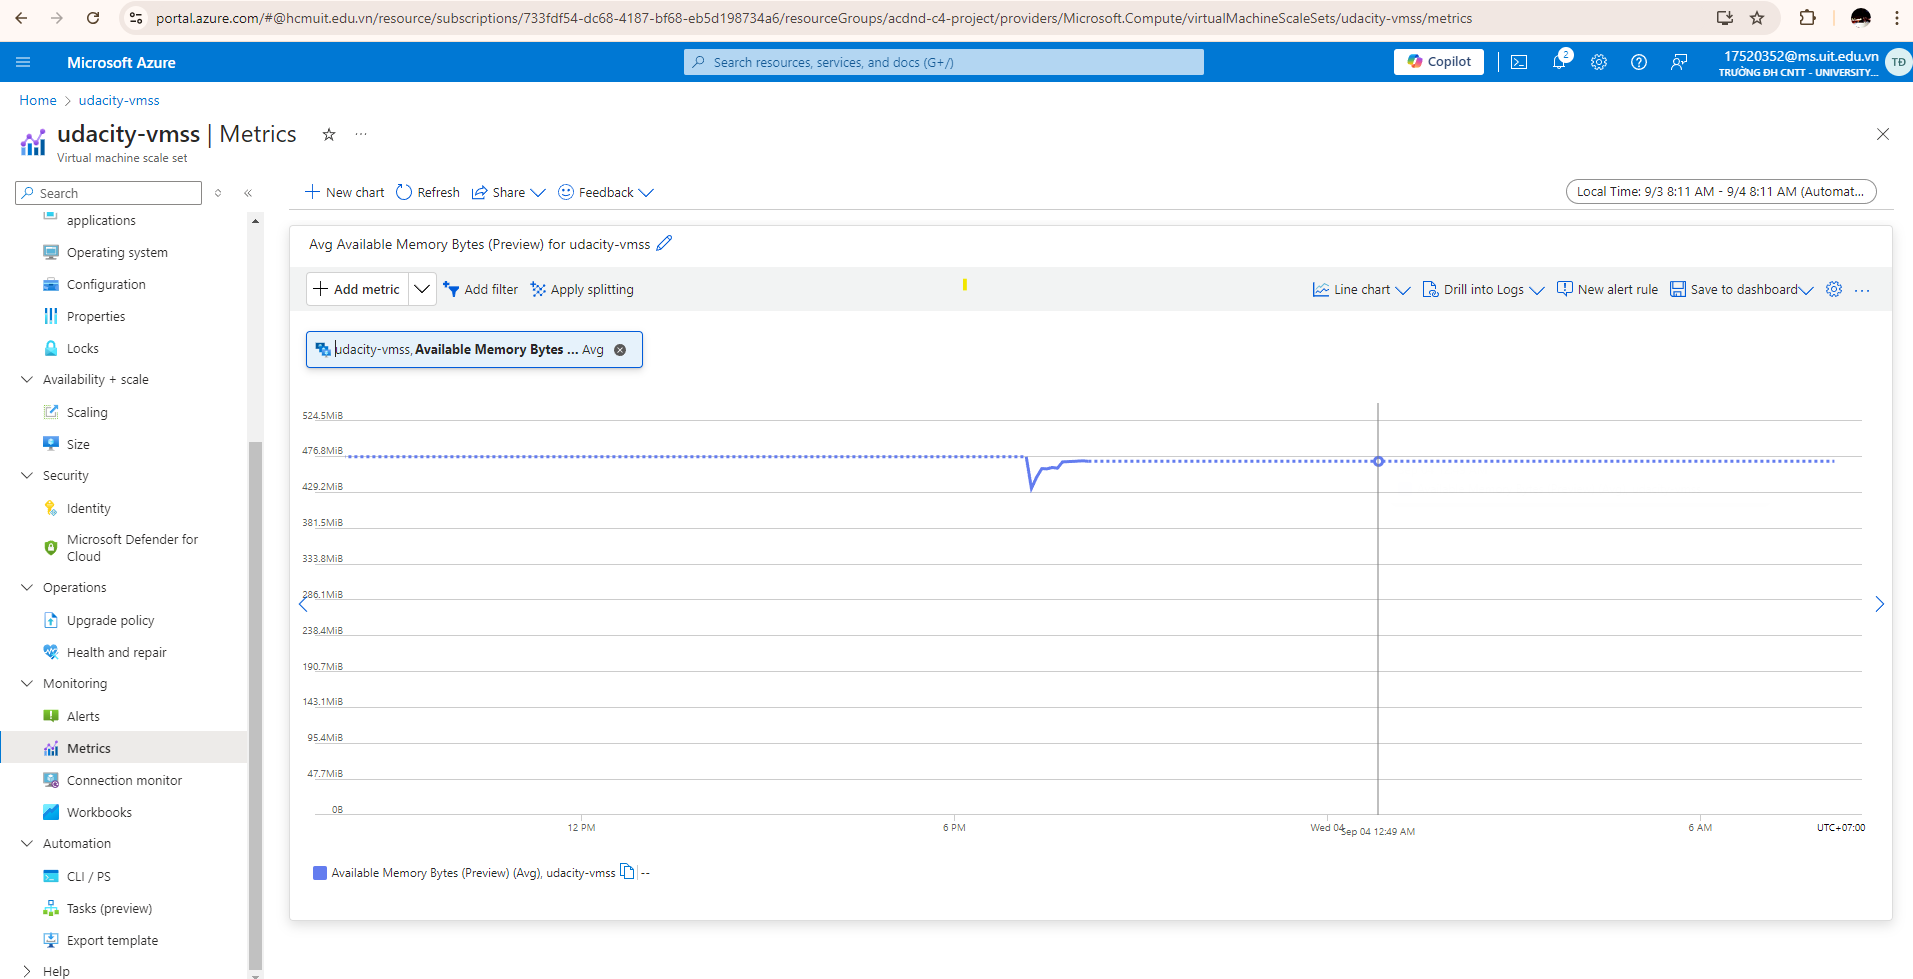 portal.azure.com/#@hcmuit.edu.vn/resource/subscriptions/733fdf54-dc68-4187-bf68-eb5d198734a6/resourceGroups/acdnd-c4-project/providers/Microsoft.Compute/virtualMachineScaleSets/udacity-vmss/metrics
Microsoft Azure
Search resources, services, and docs (G+/)
Copilot
2
17520352@ms.uit.edu.vn
TRƯỜNG ĐH CNTT - UNIVERSITY...
TĐ
Home > udacity-vmss
udacity-vmss | Metrics
Virtual machine scale set
Search
applications
Operating system
Configuration
Properties
Locks
Availability + scale
Scaling
Size
Security
Identity
Microsoft Defender for
Cloud
Operations
Upgrade policy
Health and repair
Monitoring
Alerts
Metrics
Connection monitor
Workbooks
Automation
CLI / PS
Tasks (preview)
Export template
Help
New chart Refresh Share Feedback
Local Time: 9/3 8:11 AM - 9/4 8:11 AM (Automat...
Avg Available Memory Bytes (Preview) for udacity-vmss
Add metric Add filter Apply splitting
Line chart Drill into Logs New alert rule Save to dashboard ...
udacity-vmss, Available Memory Bytes ... Avg
524.5MiB
476.8MiB
429.2MiB
381.5MiB
333.8MiB
286.1MiB
238.4MiB
190.7MiB
143.1MiB
95.4MiB
47.7MiB
0B
12 PM
6 PM
Wed 04
Sep 04 12:49 AM
6 AM
UTC+07:00
Available Memory Bytes (Preview) (Avg), udacity-vmss | --